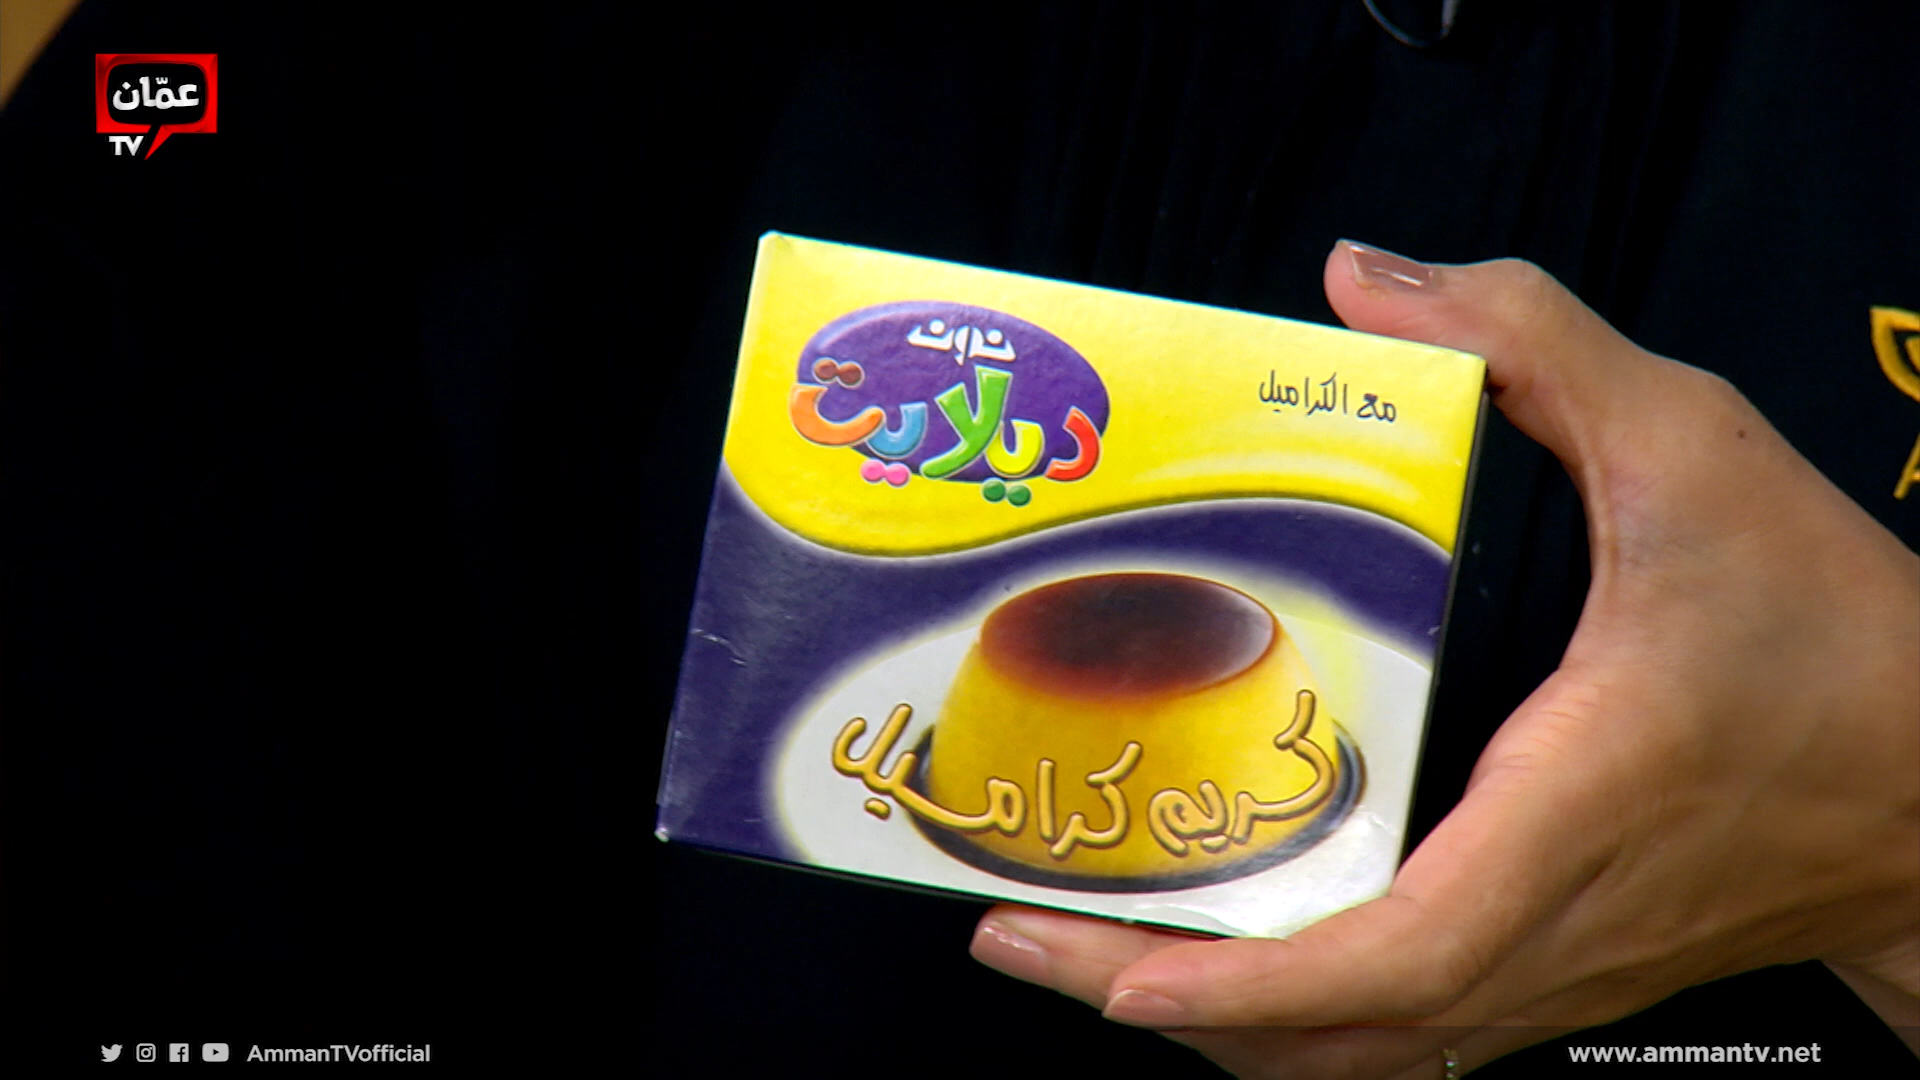 عمّان
TV
نون
ديلايت
مع الكراميل
كريم كراميل
AmmanTVofficial
www.ammantv.net